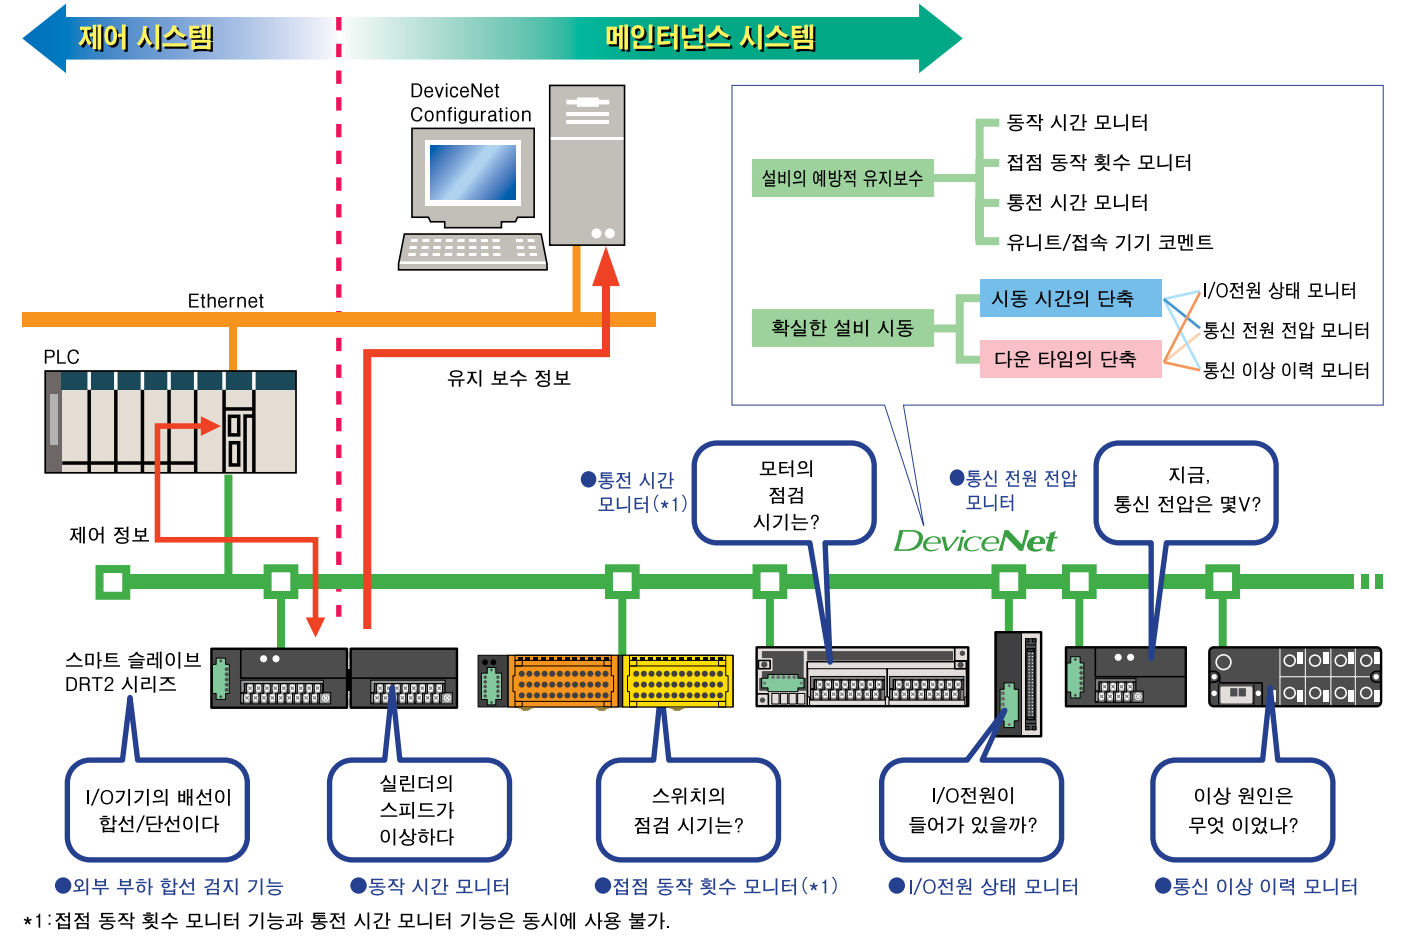 제어 시스템
메인터넌스 시스템
DeviceNet
Configuration
설비의 예방적 유지보수
동작 시간 모니터
접점 동작 횟수 모니터
통전 시간 모니터
유니트/접속 기기 코멘트
확실한 설비 시동
시동 시간의 단축
다운 타임의 단축
I/O전원 상태 모니터
통신 전원 전압 모니터
통신 이상 이력 모니터
Ethernet
PLC
유지 보수 정보
제어 정보
●통전 시간
모니터(*1)
모터의
점검
시기는?
●통신 전원 전압
모니터
지금,
통신 전압은 몇V?
DeviceNet
스마트 슬레이브
DRT2 시리즈
I/O기기의 배선이
합선/단선이다
실린더의
스피드가
이상하다
스위치의
점검 시기는?
I/O전원이
들어가 있을까?
이상 원인은
무엇 이었나?
●외부 부하 합선 검지 기능
●동작 시간 모니터
●접점 동작 횟수 모니터(*1)
●I/O전원 상태 모니터
●통신 이상 이력 모니터
*1:접점 동작 횟수 모니터 기능과 통전 시간 모니터 기능은 동시에 사용 불가.